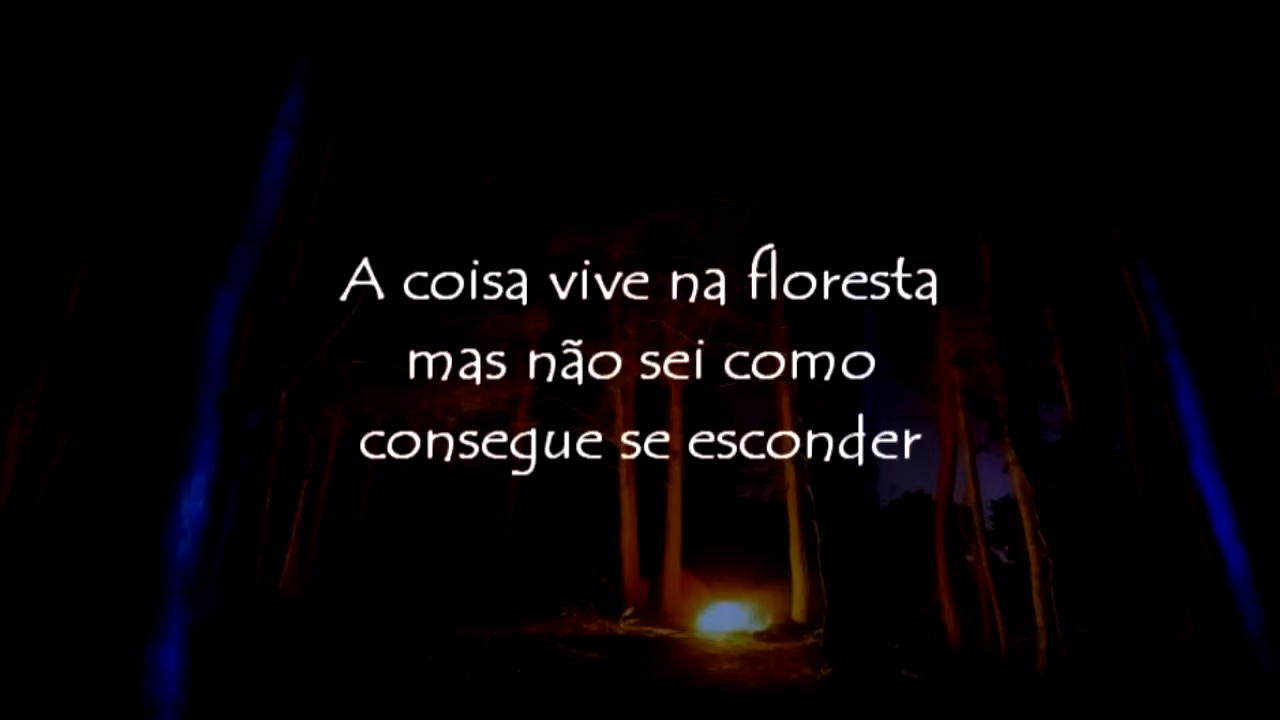 A coisa vive na floresta
mas não sei como
consegue se esconder